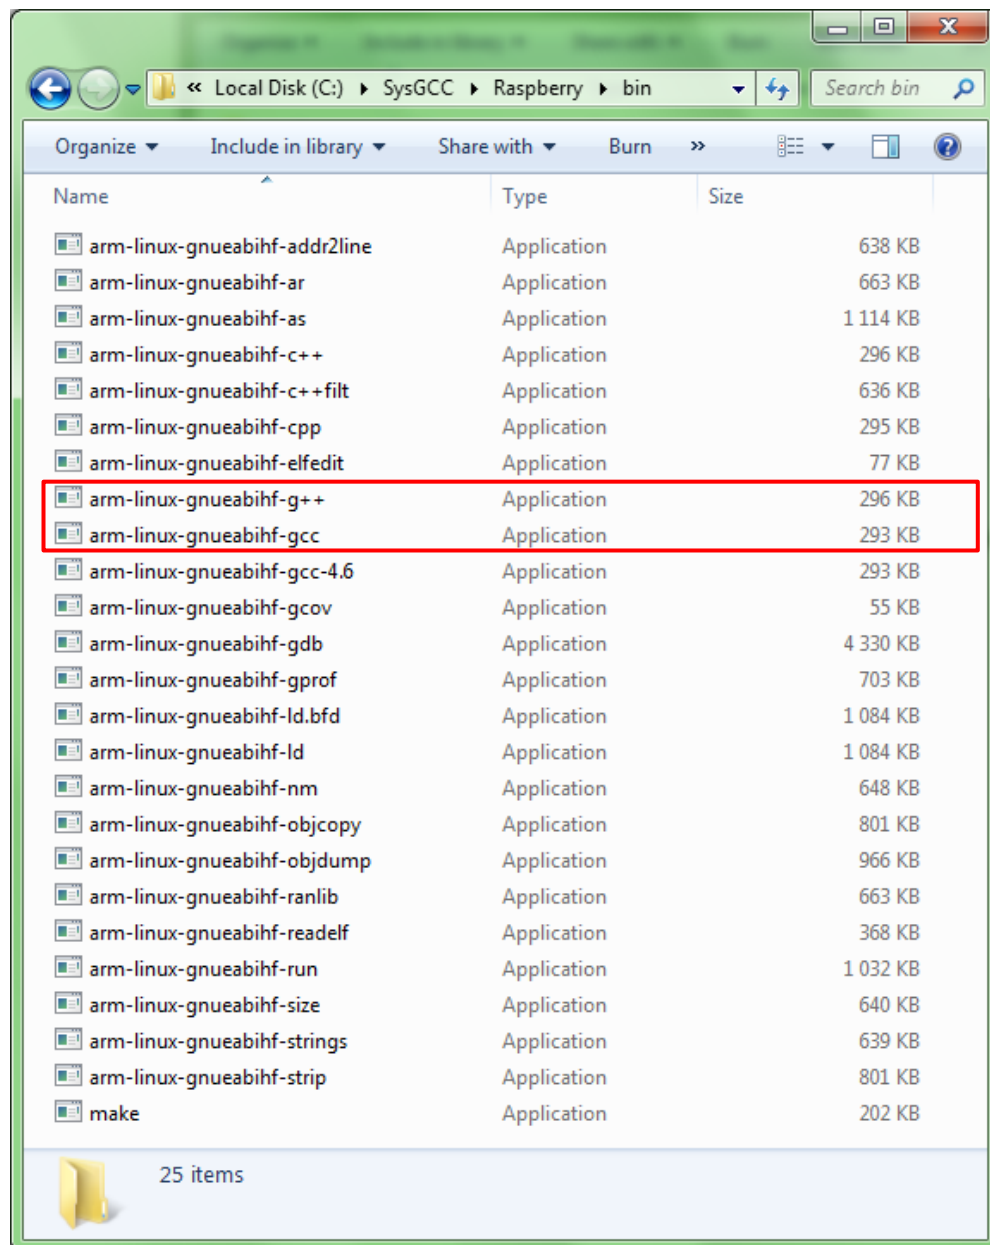 « Local Disk (C:) SysGCC Raspberry bin Search bin
Organize Include in library Share with Burn »
Name Type Size
arm-linux-gnueabihf-addr2line Application 638 KB
arm-linux-gnueabihf-ar Application 663 KB
arm-linux-gnueabihf-as Application 1 114 KB
arm-linux-gnueabihf-c++ Application 296 KB
arm-linux-gnueabihf-c++filt Application 636 KB
arm-linux-gnueabihf-cpp Application 295 KB
arm-linux-gnueabihf-elfedit Application 77 KB
arm-linux-gnueabihf-g++ Application 296 KB
arm-linux-gnueabihf-gcc Application 293 KB
arm-linux-gnueabihf-gcc-4.6 Application 293 KB
arm-linux-gnueabihf-gcov Application 55 KB
arm-linux-gnueabihf-gdb Application 4 330 KB
arm-linux-gnueabihf-gprof Application 703 KB
arm-linux-gnueabihf-ld.bfd Application 1 084 KB
arm-linux-gnueabihf-ld Application 1 084 KB
arm-linux-gnueabihf-nm Application 648 KB
arm-linux-gnueabihf-objcopy Application 801 KB
arm-linux-gnueabihf-objdump Application 966 KB
arm-linux-gnueabihf-ranlib Application 663 KB
arm-linux-gnueabihf-readelf Application 368 KB
arm-linux-gnueabihf-run Application 1 032 KB
arm-linux-gnueabihf-size Application 640 KB
arm-linux-gnueabihf-strings Application 639 KB
arm-linux-gnueabihf-strip Application 801 KB
make Application 202 KB
25 items